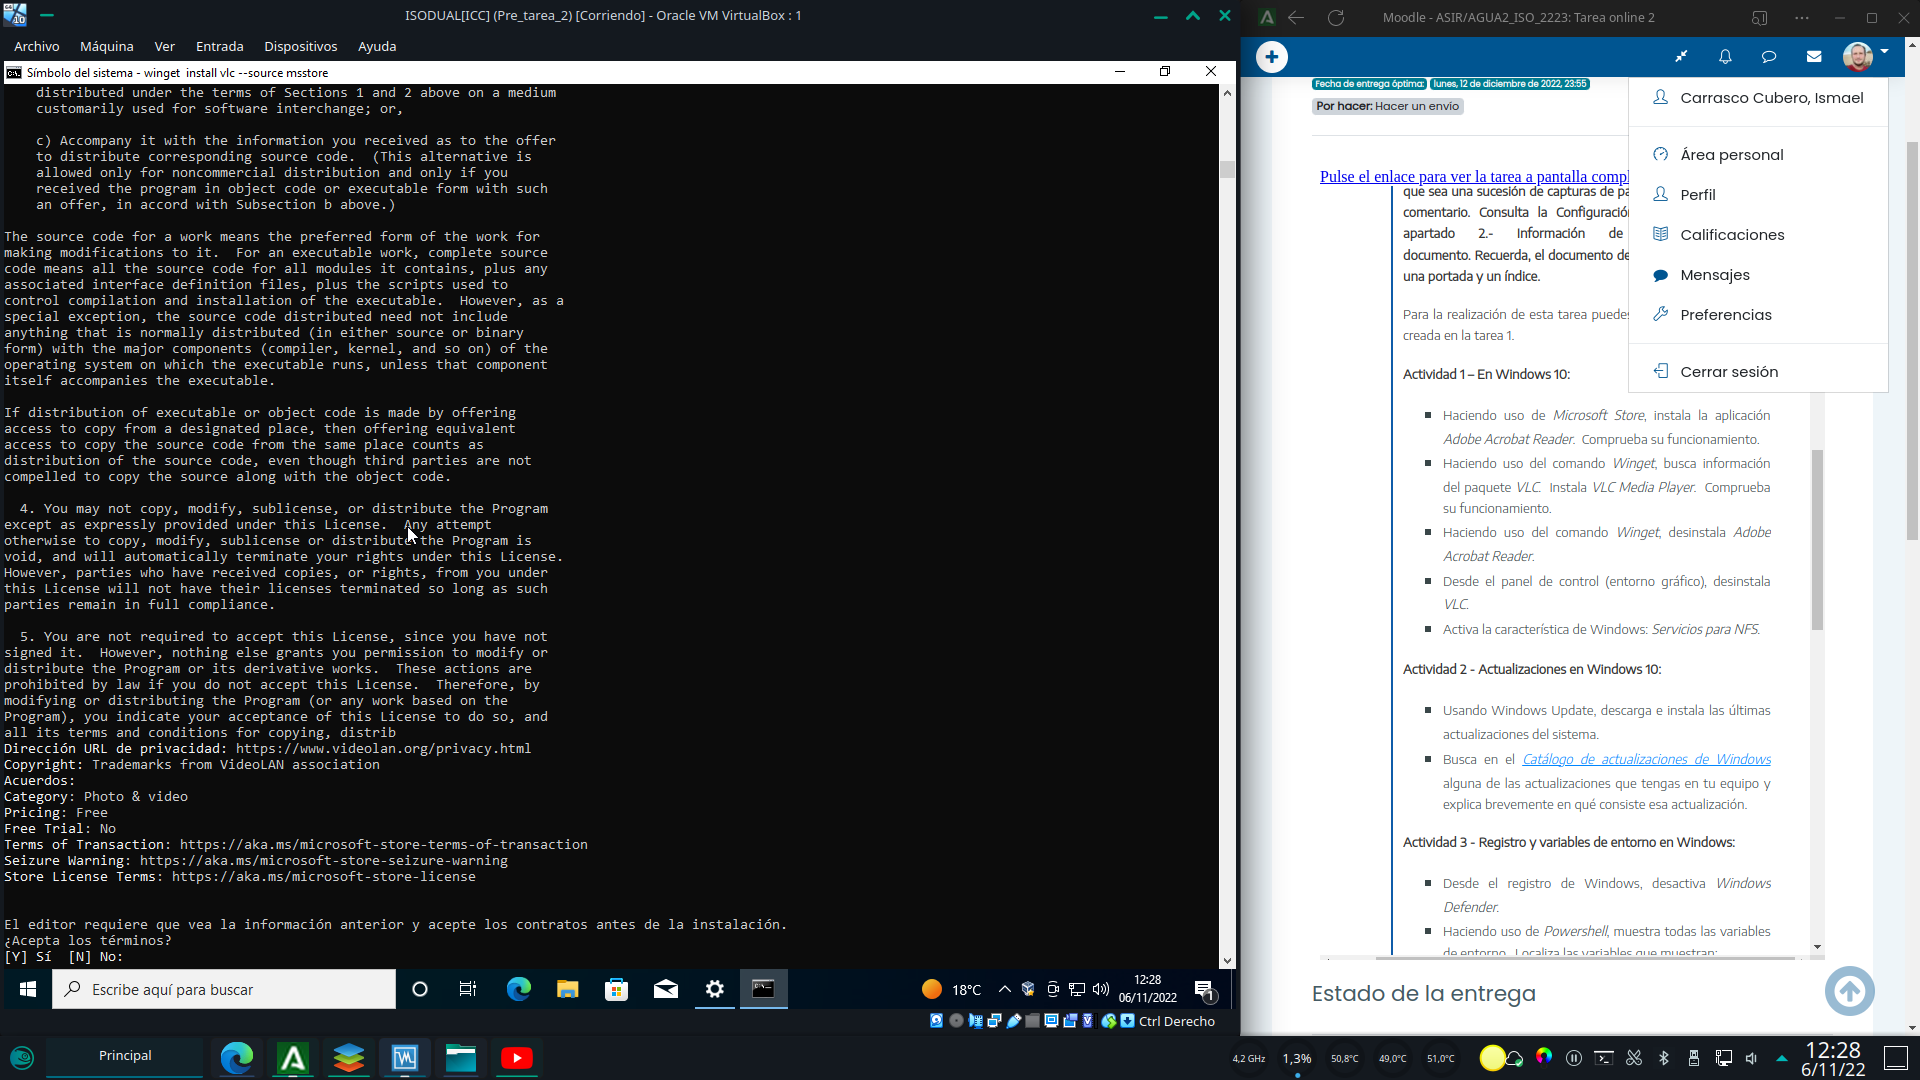 ISODUAL[ICC] (Pre_tarea_2) [Corriendo] - Oracle VM VirtualBox : 1
Archivo Máquina Ver Entrada Dispositivos Ayuda
Símbolo del sistema - winget install vlc --source msstore
distributed under the terms of Sections 1 and 2 above on a medium
customarily used for software interchange; or,
c) Accompany it with the information you received as to the offer
to distribute corresponding source code.  (This alternative is
allowed only for noncommercial distribution and only if you
received the program in object code or executable form with such
an offer, in accord with Subsection b above.)
The source code for a work means the preferred form of the work for
making modifications to it.  For an executable work, complete source
code means all the source code for all modules it contains, plus any
associated interface definition files, plus the scripts used to
control compilation and installation of the executable.  However, as a
special exception, the source code distributed need not include
anything that is normally distributed (in either source or binary
form) with the major components (compiler, kernel, and so on) of the
operating system on which the executable runs, unless that component
itself accompanies the executable.
If distribution of executable or object code is made by offering
access to copy from a designated place, then offering equivalent
access to copy the source code from the same place counts as
distribution of the source code, even though third parties are not
compelled to copy the source along with the object code.
4. You may not copy, modify, sublicense, or distribute the Program
except as expressly provided under this License.  Any attempt
otherwise to copy, modify, sublicense or distribute the Program is
void, and will automatically terminate your rights under this License.
However, parties who have received copies, or rights, from you under
this License will not have their licenses terminated so long as such
parties remain in full compliance.
5. You are not required to accept this License, since you have not
signed it.  However, nothing else grants you permission to modify or
distribute the Program or its derivative works.  These actions are
prohibited by law if you do not accept this License.  Therefore, by
modifying or distributing the Program (or any work based on the
Program), you indicate your acceptance of this License to do so, and
all its terms and conditions for copying, distrib
Dirección URL de privacidad: https://www.videolan.org/privacy.html
Copyright: Trademarks from VideoLAN association
Acuerdos:
Category: Photo & video
Pricing: Free
Free Trial: No
Terms of Transaction: https://aka.ms/microsoft-store-terms-of-transaction
Seizure Warning: https://aka.ms/microsoft-store-seizure-warning
Store License Terms: https://aka.ms/microsoft-store-license
El editor requiere que vea la información anterior y acepte los contratos antes de la instalación.
¿Acepta los términos?
[Y] Sí  [N] No:
Escribe aquí para buscar
18°C
12:28
06/11/2022
1
Ctrl Derecho
Moodle - ASIR/AGUA2_ISO_2223: Tarea online 2
Fecha de entrega óptima: lunes, 12 de diciembre de 2022, 23:55
Por hacer: Hacer un envío
Pulse el enlace para ver la tarea a pantalla compl
que sea una sucesión de capturas de pa
comentario. Consulta la Configuración
apartado 2.- Información de
documento. Recuerda, el documento de
una portada y un índice.
Para la realización de esta tarea puedes
creada en la tarea 1.
Carrasco Cubero, Ismael
Área personal
Perfil
Calificaciones
Mensajes
Preferencias
Cerrar sesión
Actividad 1 – En Windows 10:
Haciendo uso de Microsoft Store, instala la aplicación
Adobe Acrobat Reader. Comprueba su funcionamiento.
Haciendo uso del comando Winget, busca información
del paquete VLC. Instala VLC Media Player. Comprueba
su funcionamiento.
Haciendo uso del comando Winget, desinstala Adobe
Acrobat Reader.
Desde el panel de control (entorno gráfico), desinstala
VLC.
Activa la característica de Windows: Servicios para NFS.
Actividad 2 - Actualizaciones en Windows 10:
Usando Windows Update, descarga e instala las últimas
actualizaciones del sistema.
Busca en el Catálogo de actualizaciones de Windows
alguna de las actualizaciones que tengas en tu equipo y
explica brevemente en qué consiste esa actualización.
Actividad 3 - Registro y variables de entorno en Windows:
Desde el registro de Windows, desactiva Windows
Defender.
Haciendo uso de Powershell, muestra todas las variables
de entorno. Localiza las variables que muestran:
Estado de la entrega
Principal
4,2 GHz
1,3%
50,8°C
49,0°C
51,0°C
12:28
6/11/22